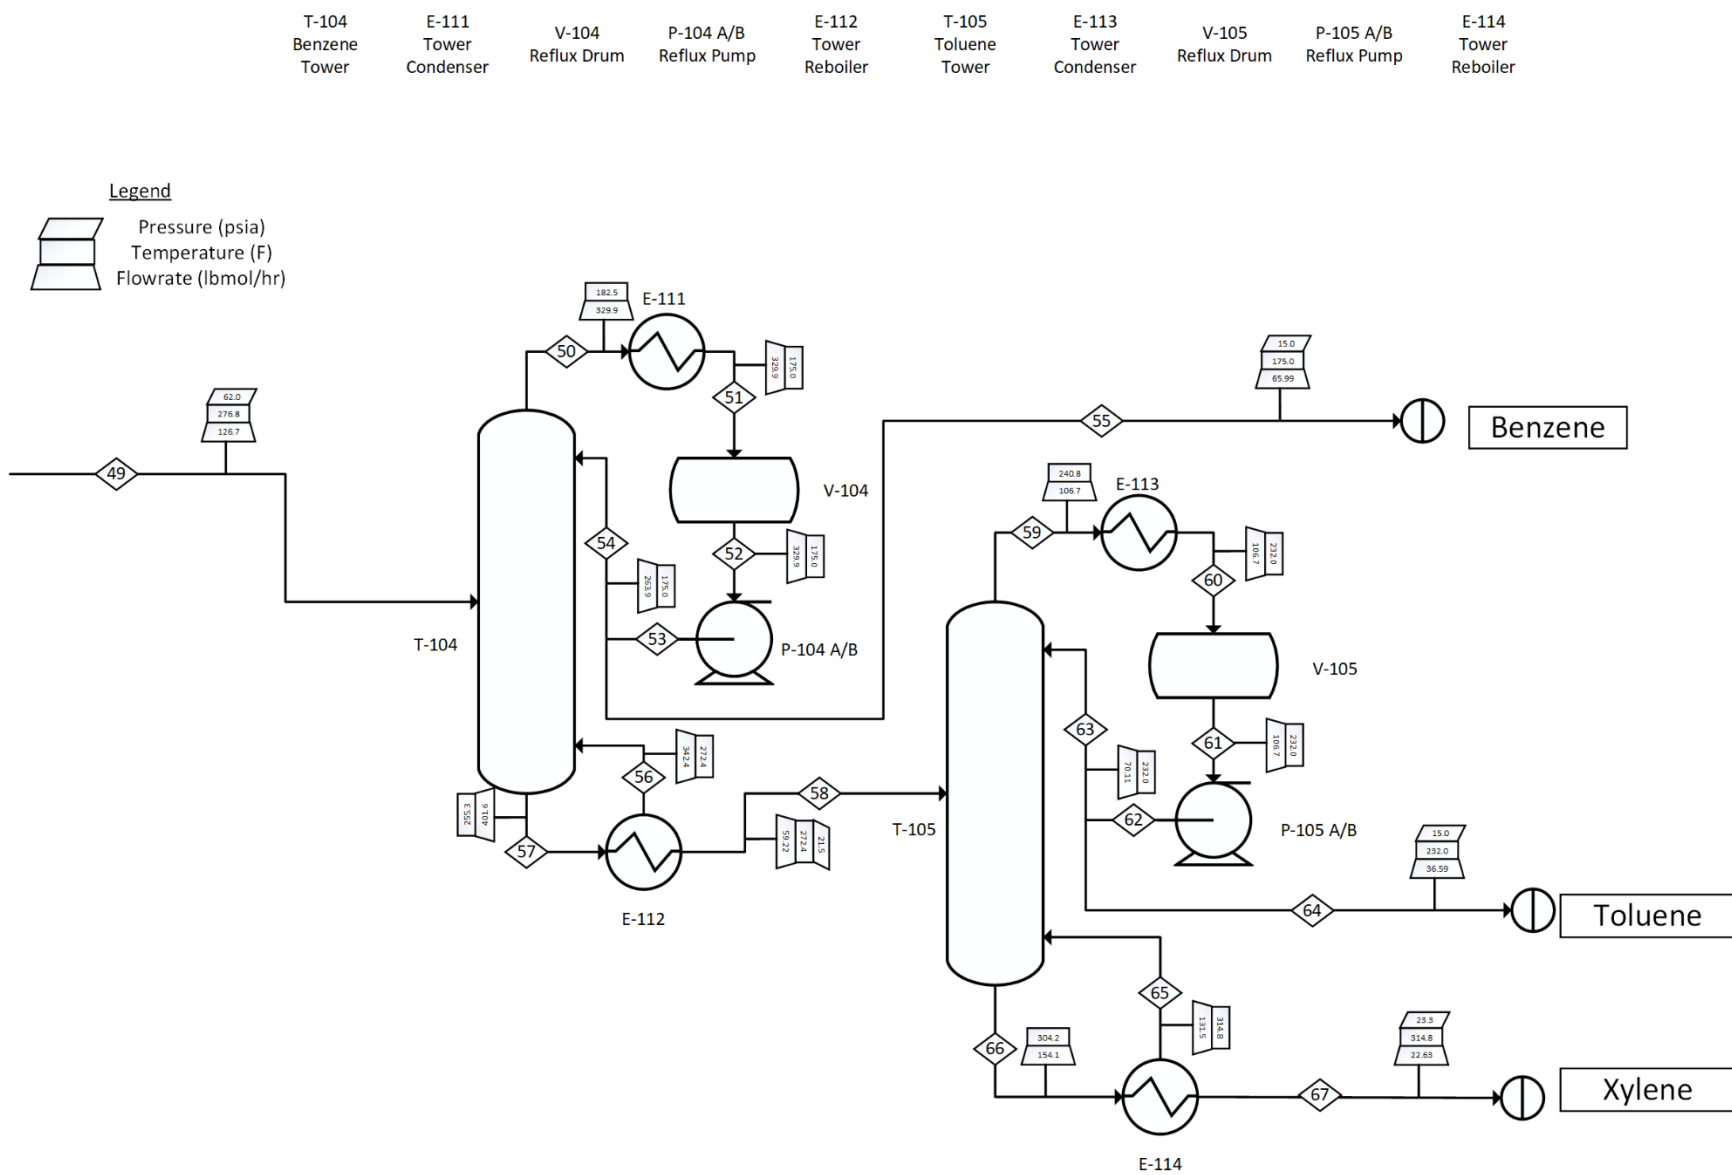 T-104
Benzene
Tower
E-111
Tower
Condenser
V-104
Reflux Drum
P-104 A/B
Reflux Pump
E-112
Tower
Reboiler
T-105
Toluene
Tower
E-113
Tower
Condenser
V-105
Reflux Drum
P-105 A/B
Reflux Pump
E-114
Tower
Reboiler
Legend
Pressure (psia)
Temperature (F)
Flowrate (lbmol/hr)
182.5
329.9
E-111
50
175.0
329.9
51
15.0
175.0
65.99
55
Benzene
62.0
276.8
126.7
49
V-104
240.8
106.7
E-113
59
54
52
175.0
329.9
232.0
106.7
60
175.0
263.9
53
P-104 A/B
T-104
V-105
63
61
232.0
106.7
272.4
342.4
56
232.0
70.11
62
P-105 A/B
58
T-105
401.6
255.3
57
21.5
272.4
59.22
15.0
232.0
36.59
E-112
64
Toluene
65
314.8
131.5
66
304.2
154.1
23.3
314.8
22.63
67
Xylene
E-114